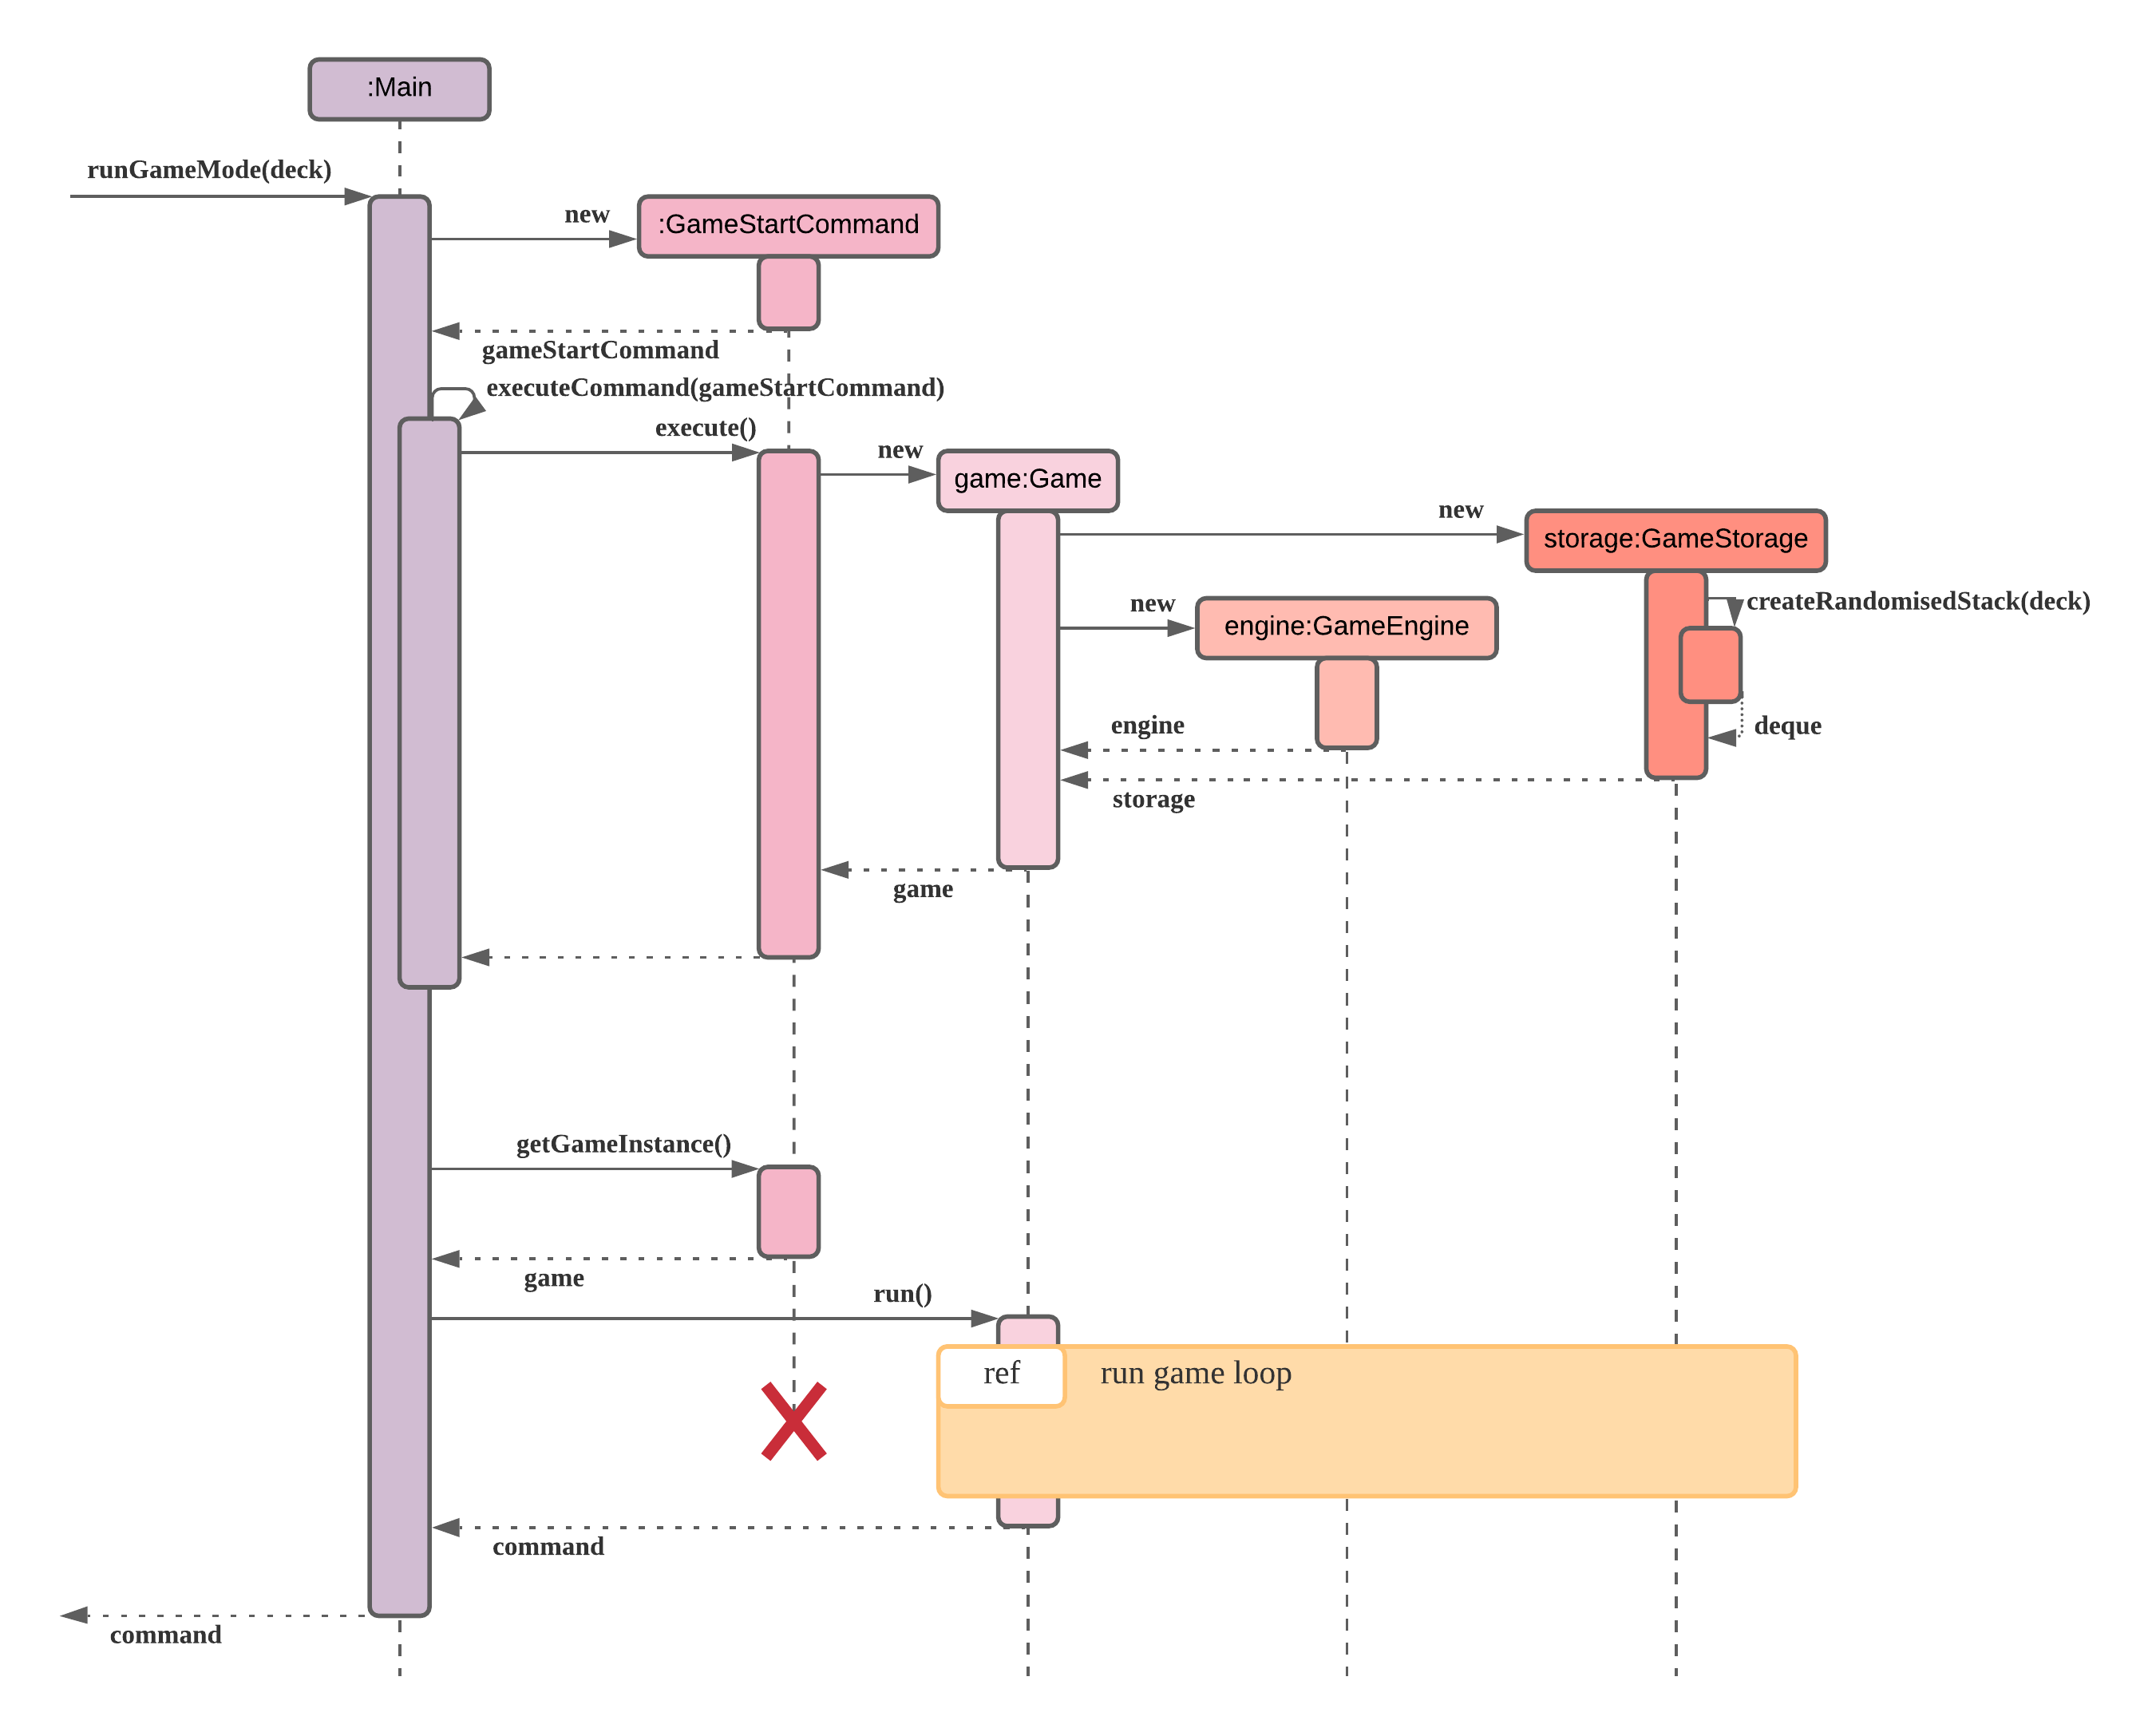 :Main
runGameMode(deck)
new
:GameStartCommand
gameStartCommand
executeCommand(gameStartCommand)
execute()
new
game:Game
new
storage:GameStorage
createRandomisedStack(deck)
new
engine:GameEngine
engine
deque
storage
game
getGameInstance()
game
run()
ref
run game loop
command
command